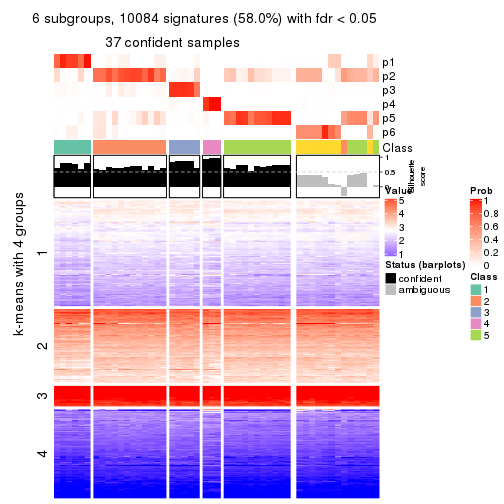 6 subgroups, 10084 signatures (58.0%) with fdr < 0.05
37 confident samples
p1
p2
p3
p4
p5
p6
Class
1
0.5
0
Silhouette
score
k-means with 4 groups
1
2
3
4
Value
5
4
3
2
1
Status (barplots)
confident
ambiguous
Prob
1
0.8
0.6
0.4
0.2
0
Class
1
2
3
4
5